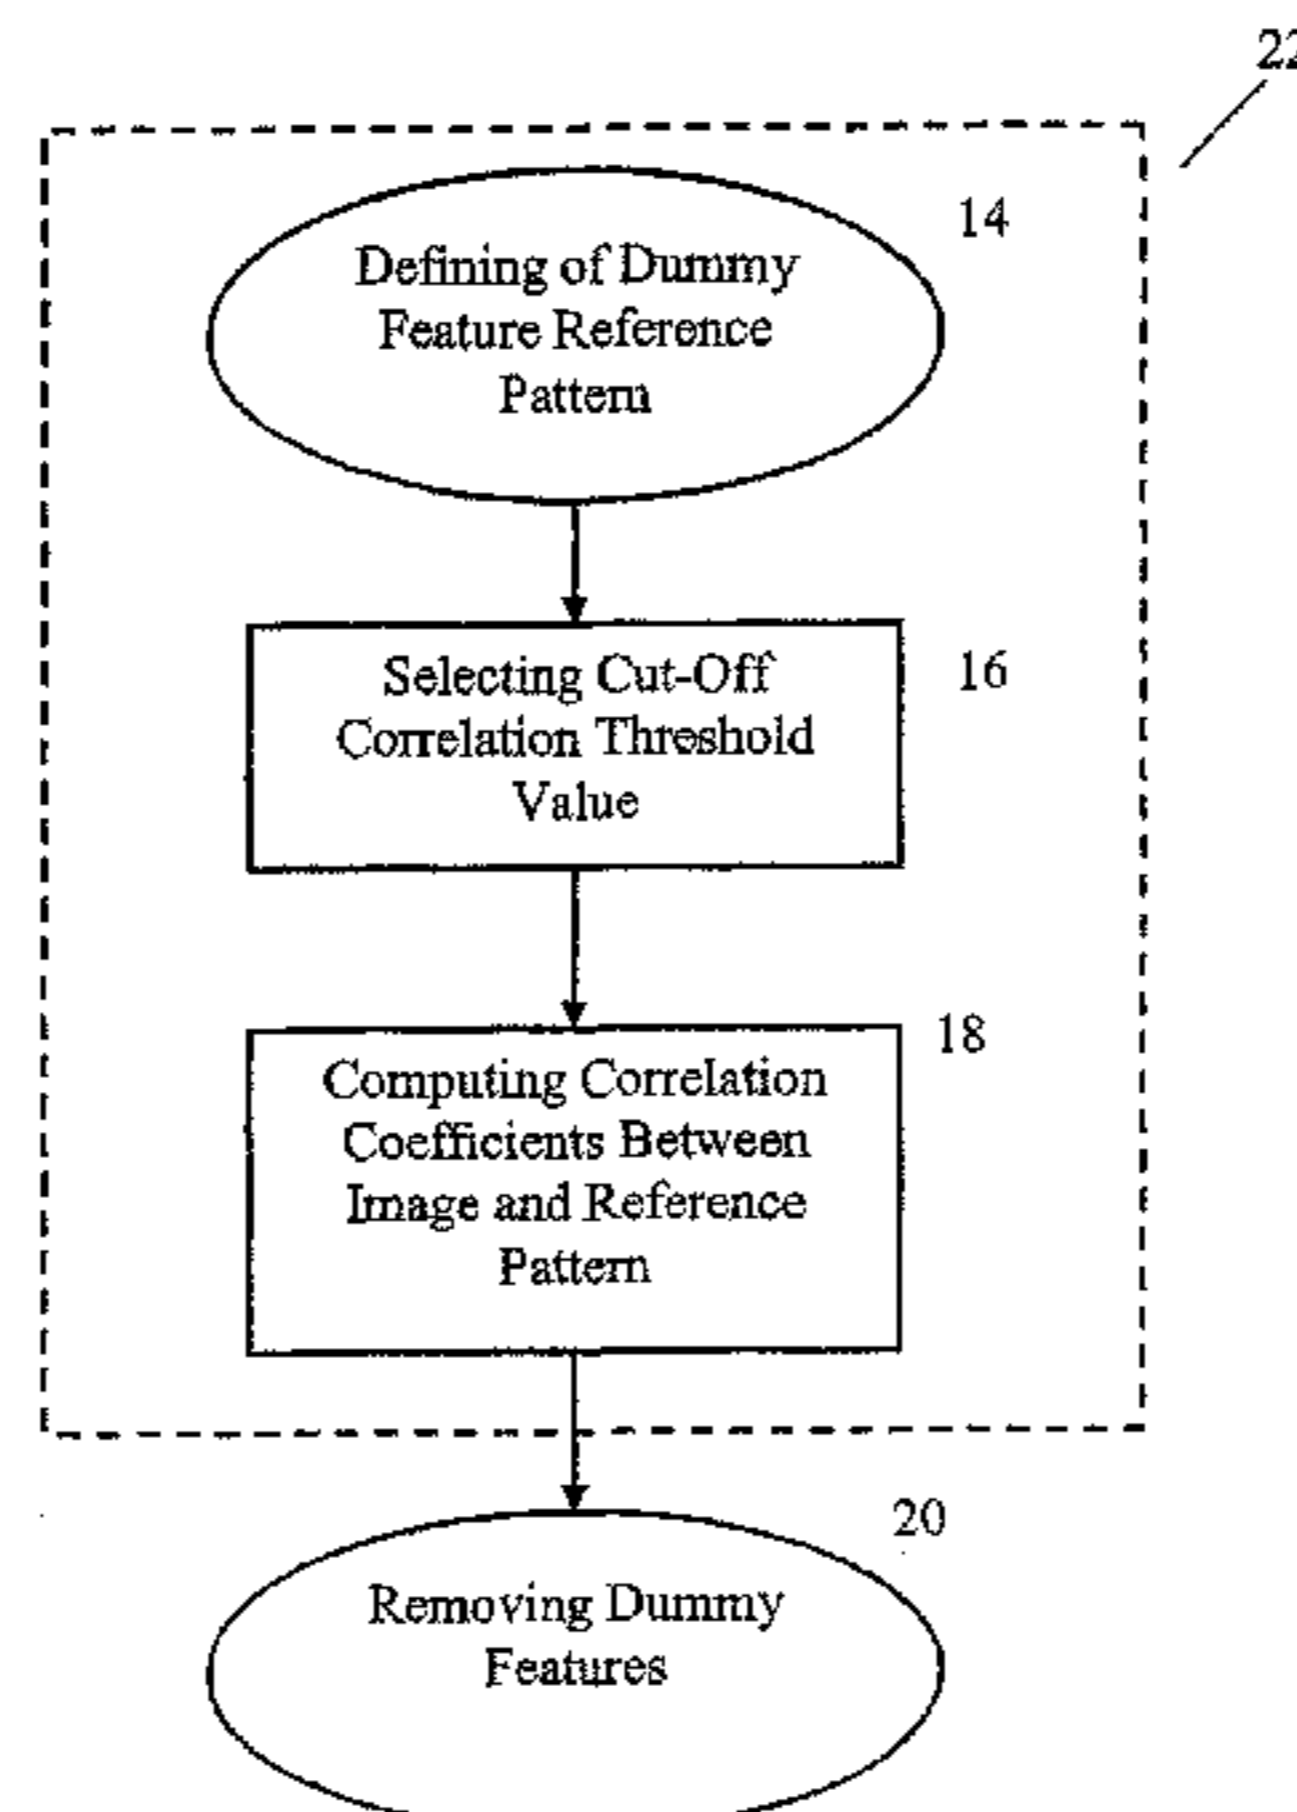 22
14
Defining of Dummy
Feature Reference
Pattern
16
Selecting Cut-Off
Correlation Threshold
Value
18
Computing Correlation
Coefficients Between
Image and Reference
Pattern
20
Removing Dummy
Features